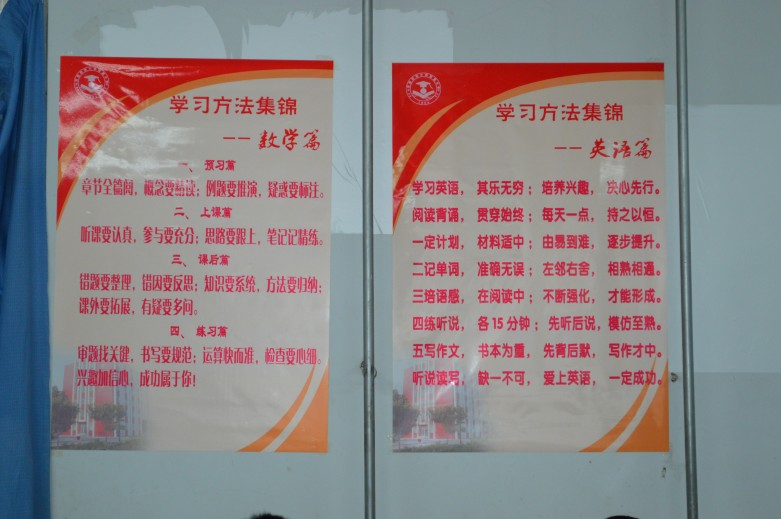 学习方法集锦
—— 数学篇
一、 预习篇
章节全篇阅，概念要精读；例题要推演，疑惑要标注。
二、 上课篇
听课要认真，参与要充分；思路要跟上，笔记记精练。
三、 课后篇
错题要整理，错因要反思；知识要系统，方法要归纳；
课外要拓展，有疑要多问。
四、 练习篇
审题找关键，书写要规范；运算快而准，检查要心细。
兴趣加信心，成功属于你！
学习方法集锦
—— 英语篇
学习英语， 其乐无穷； 培养兴趣， 决心先行。
阅读背诵， 贯穿始终； 每天一点， 持之以恒。
一定计划， 材料适中； 由易到难， 逐步提升。
二记单词， 准确无误； 左邻右舍， 相熟相通。
三培语感， 在阅读中； 不断强化， 才能形成。
四练听说， 各15分钟； 先听后说，模仿至熟。
五写作文， 书本为重， 先背后默， 写作才中。
听说读写， 缺一不可， 爱上英语， 一定成功。